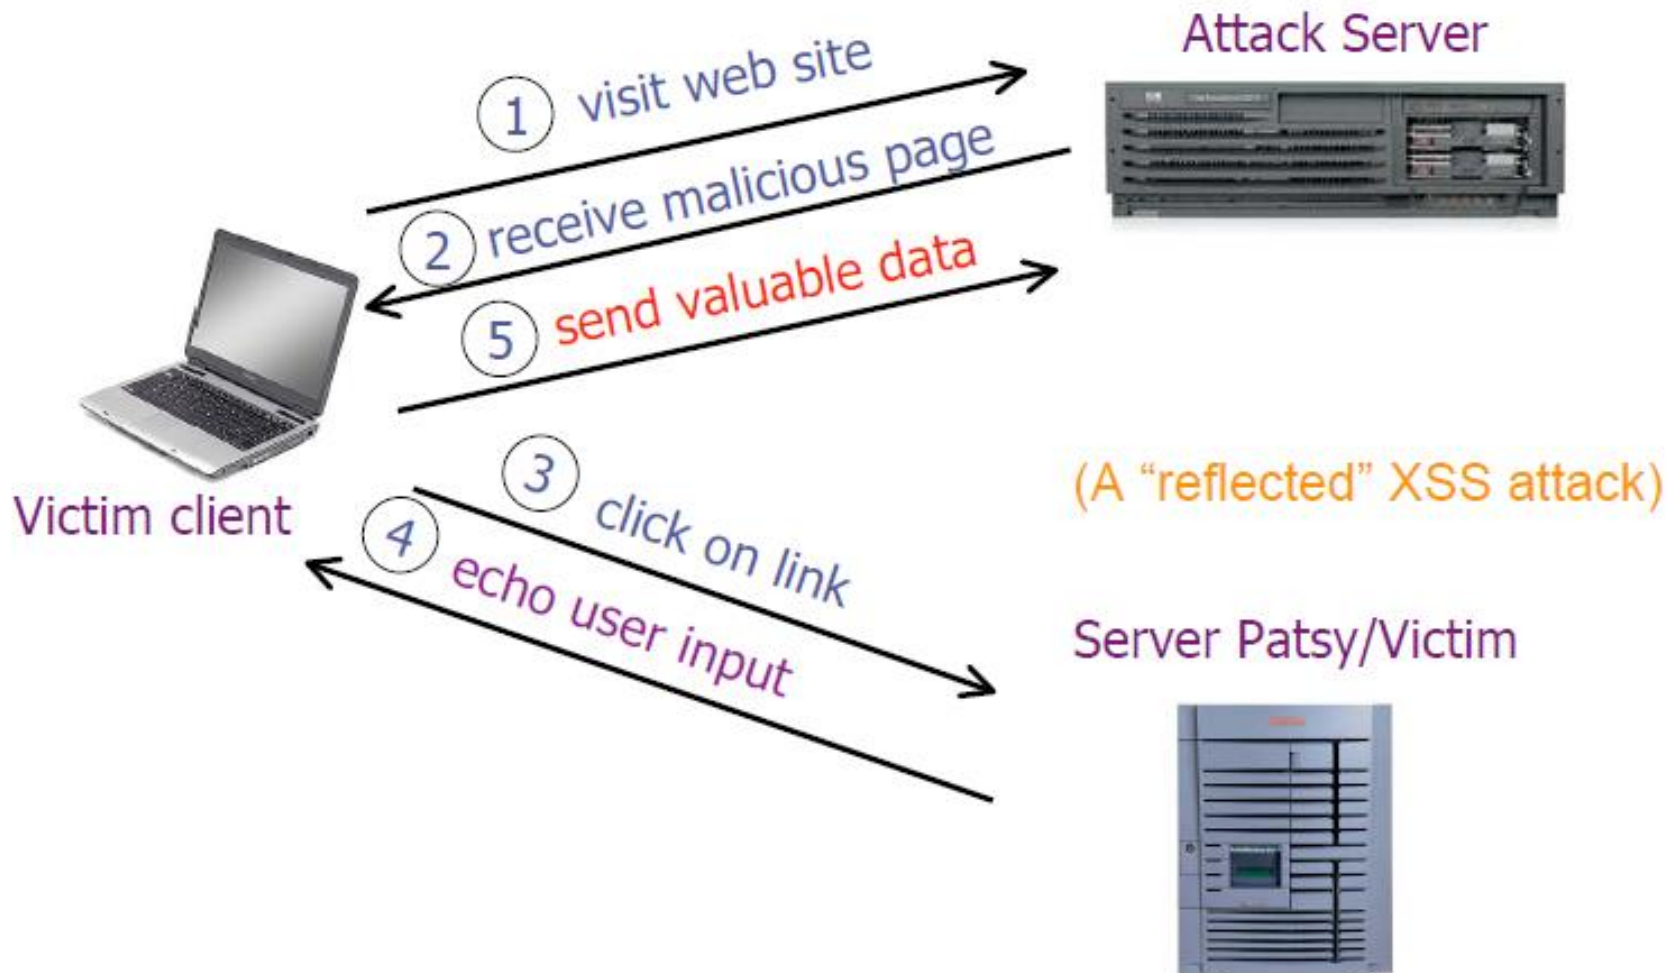 Attack Server
1 visit web site
2 receive malicious page
5 send valuable data
Victim client
3 click on link
4 echo user input
(A “reflected” XSS attack)
Server Patsy/Victim